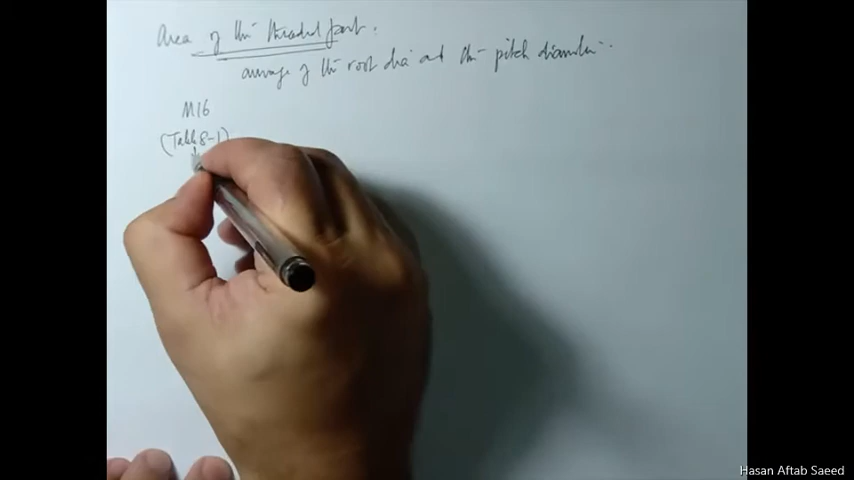 Area of the threaded part.
average of the root dia and the pitch diameter.
M16
(Table 8-1)
Hasan Aftab Saeed